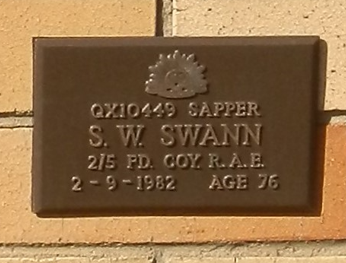 QX10449 SAPPER
S. W. SWANN
2/5 FD. COY R.A.E.
2 - 9 - 1982 AGE 76